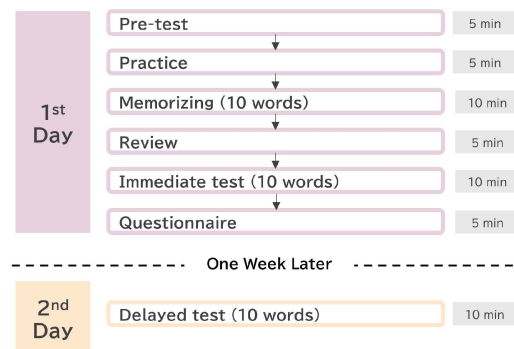 1st
Day
Pre-test
5 min
Practice
5 min
Memorizing (10 words)
10 min
Review
5 min
Immediate test (10 words)
10 min
Questionnaire
5 min
One Week Later
2nd
Day
Delayed test (10 words)
10 min